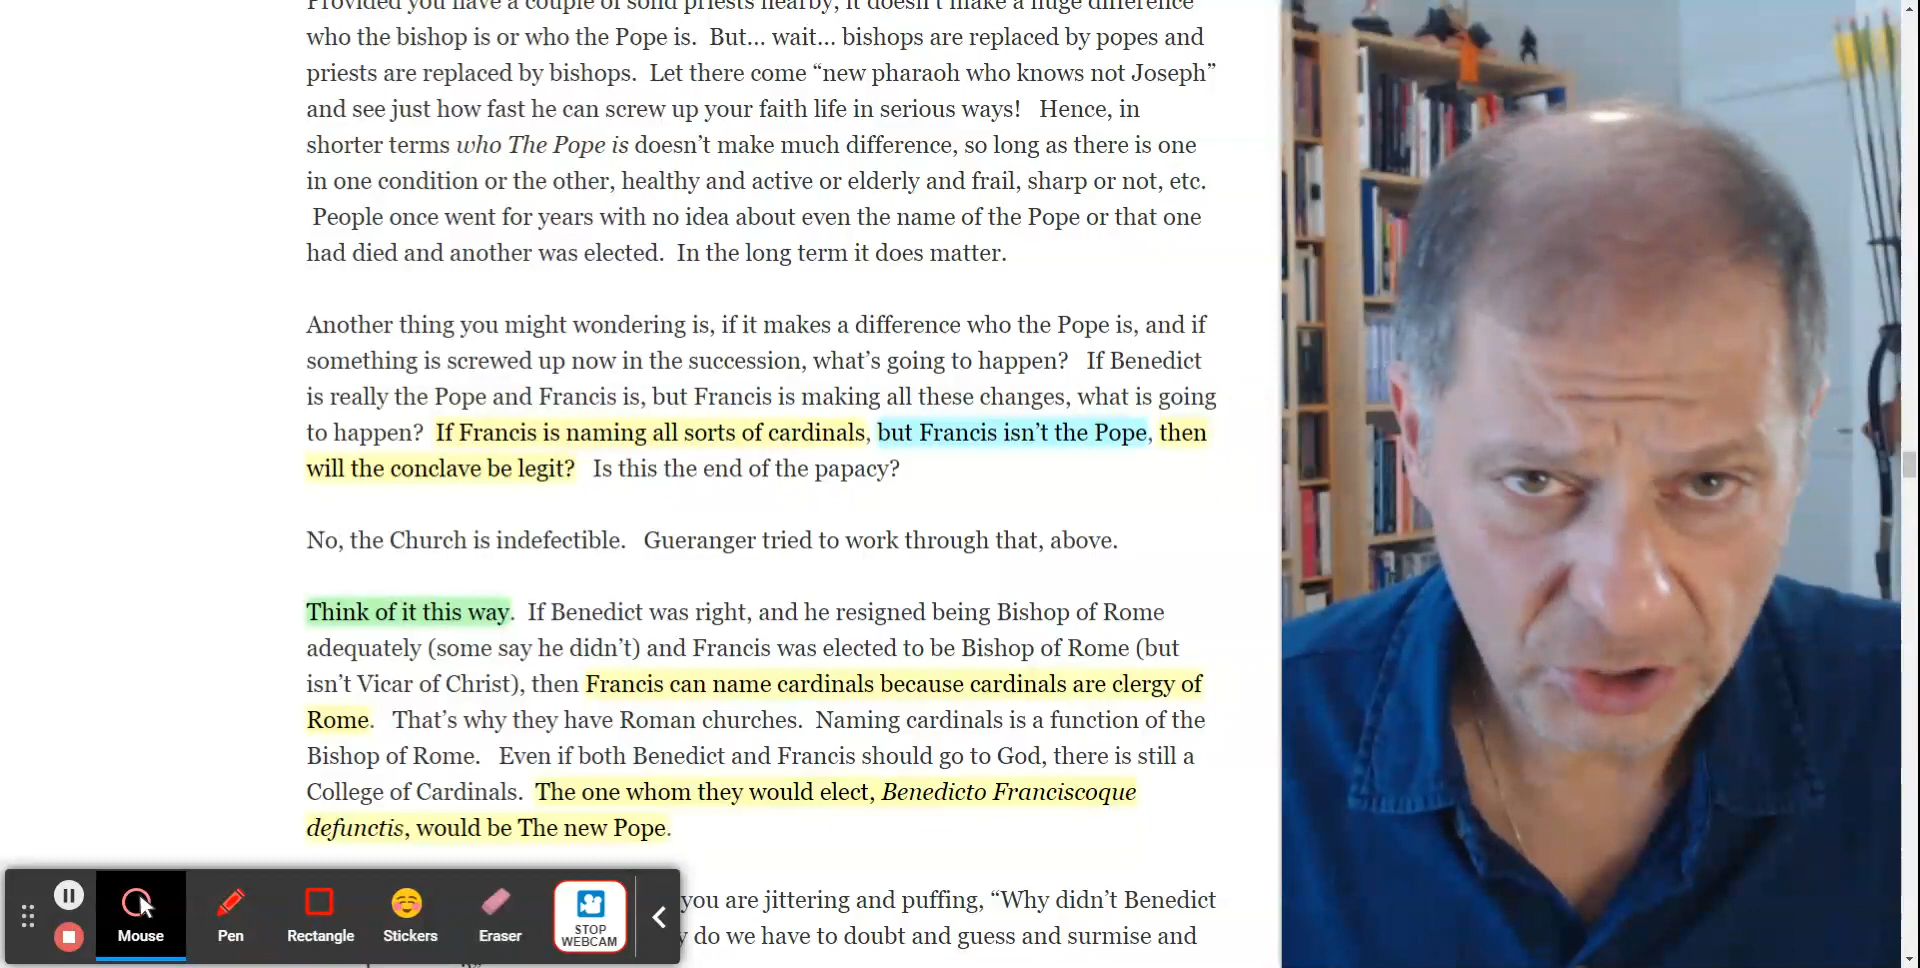 Provided you have a couple of solid priests nearby, it doesn’t make a huge difference
who the bishop is or who the Pope is.  But… wait… bishops are replaced by popes and
priests are replaced by bishops.  Let there come “new pharaoh who knows not Joseph”
and see just how fast he can screw up your faith life in serious ways!   Hence, in
shorter terms who The Pope is doesn’t make much difference, so long as there is one
in one condition or the other, healthy and active or elderly and frail, sharp or not, etc.
People once went for years with no idea about even the name of the Pope or that one
had died and another was elected.  In the long term it does matter.
Another thing you might wondering is, if it makes a difference who the Pope is, and if
something is screwed up now in the succession, what’s going to happen?   If Benedict
is really the Pope and Francis is, but Francis is making all these changes, what is going
to happen?  If Francis is naming all sorts of cardinals, but Francis isn’t the Pope, then
will the conclave be legit?   Is this the end of the papacy?
No, the Church is indefectible.   Gueranger tried to work through that, above.
Think of it this way.  If Benedict was right, and he resigned being Bishop of Rome
adequately (some say he didn’t) and Francis was elected to be Bishop of Rome (but
isn’t Vicar of Christ), then Francis can name cardinals because cardinals are clergy of
Rome.   That’s why they have Roman churches.  Naming cardinals is a function of the
Bishop of Rome.   Even if both Benedict and Francis should go to God, there is still a
College of Cardinals.  The one whom they would elect, Benedicto Franciscoque
defunctis, would be The new Pope.
you are jittering and puffing, “Why didn’t Benedict
do we have to doubt and guess and surmise and
Mouse
Pen
Rectangle
Stickers
Eraser
STOP
WEBCAM